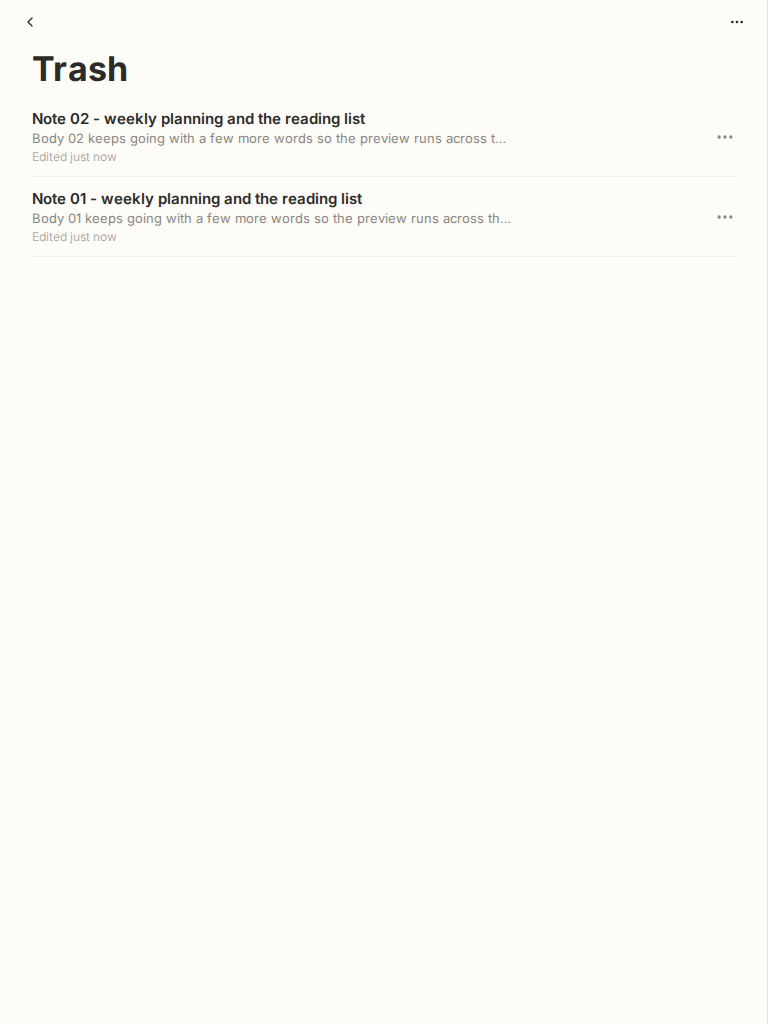 Trash
Note 02 - weekly planning and the reading list
Body 02 keeps going with a few more words so the preview runs across t...
Edited just now
Note 01 - weekly planning and the reading list
Body 01 keeps going with a few more words so the preview runs across th...
Edited just now